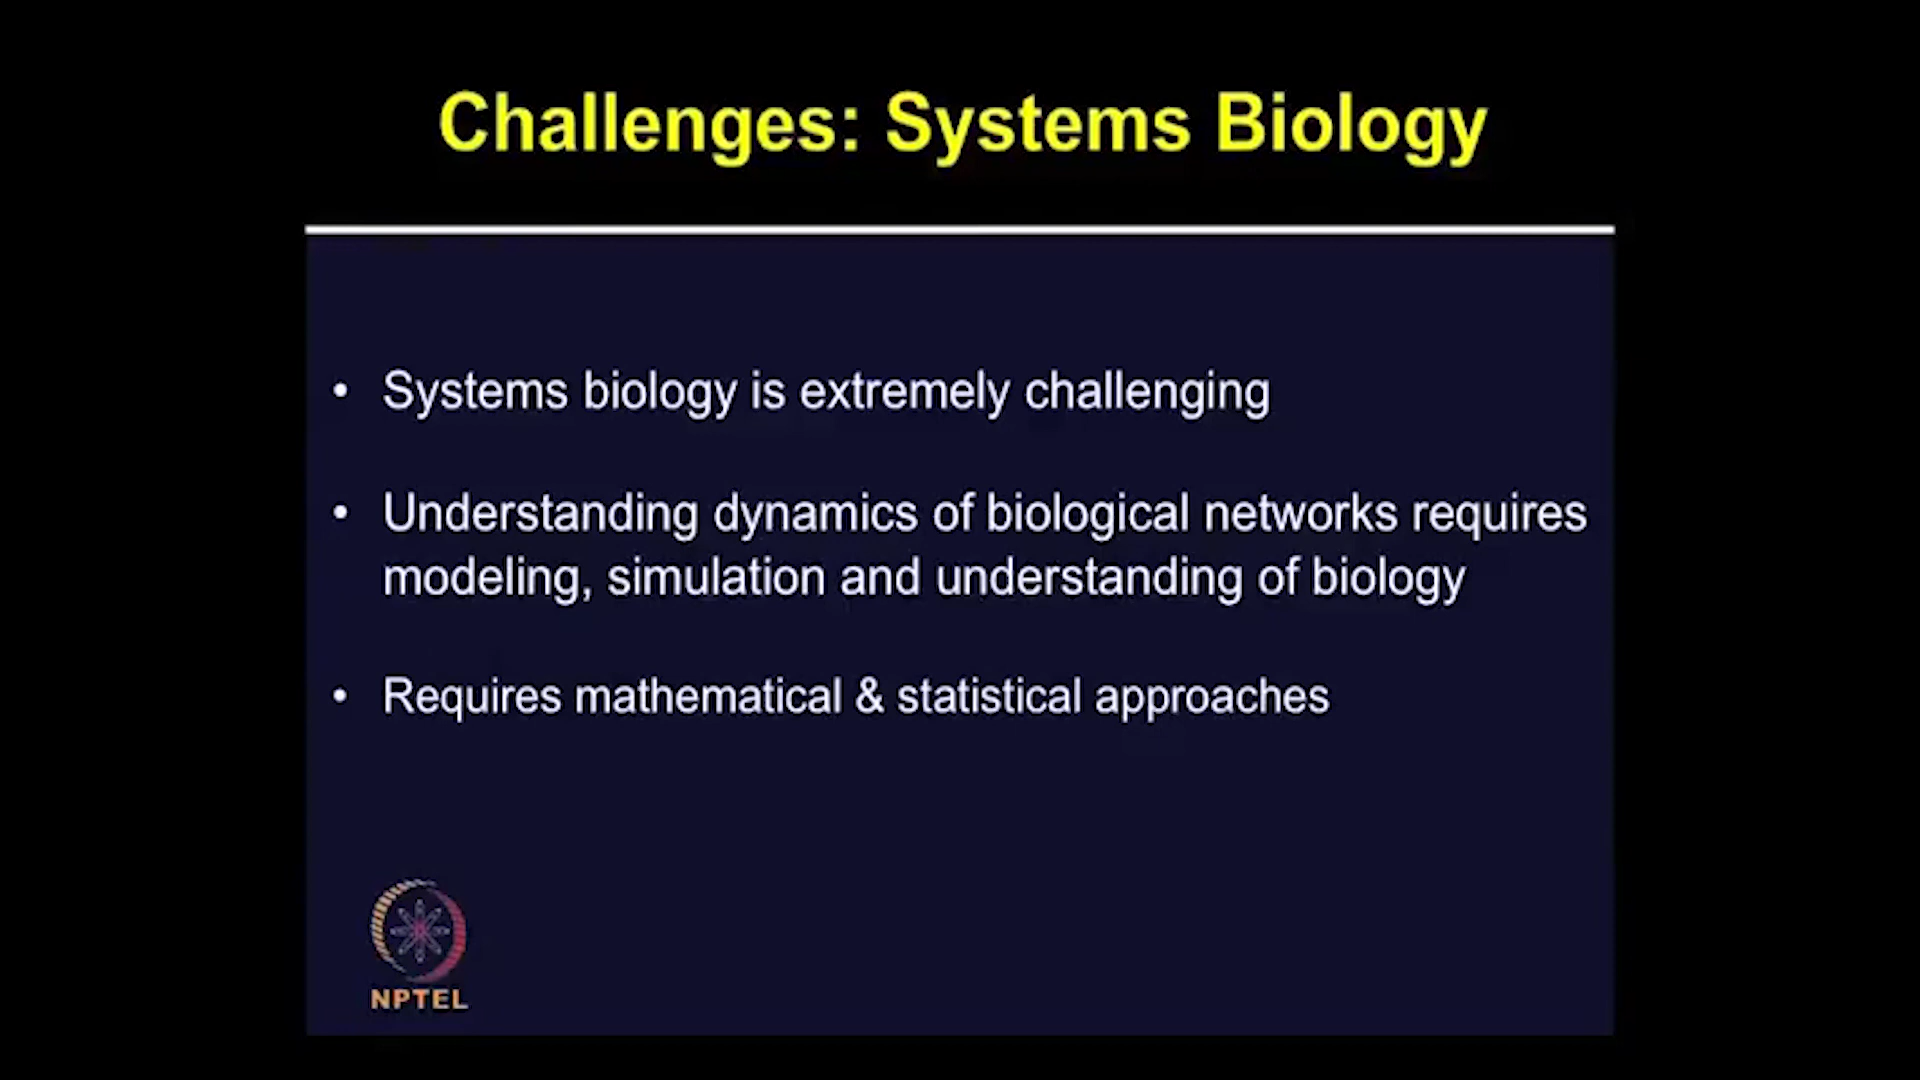 Challenges: Systems Biology
• Systems biology is extremely challenging
• Understanding dynamics of biological networks requires
modeling, simulation and understanding of biology
• Requires mathematical & statistical approaches
NPTEL